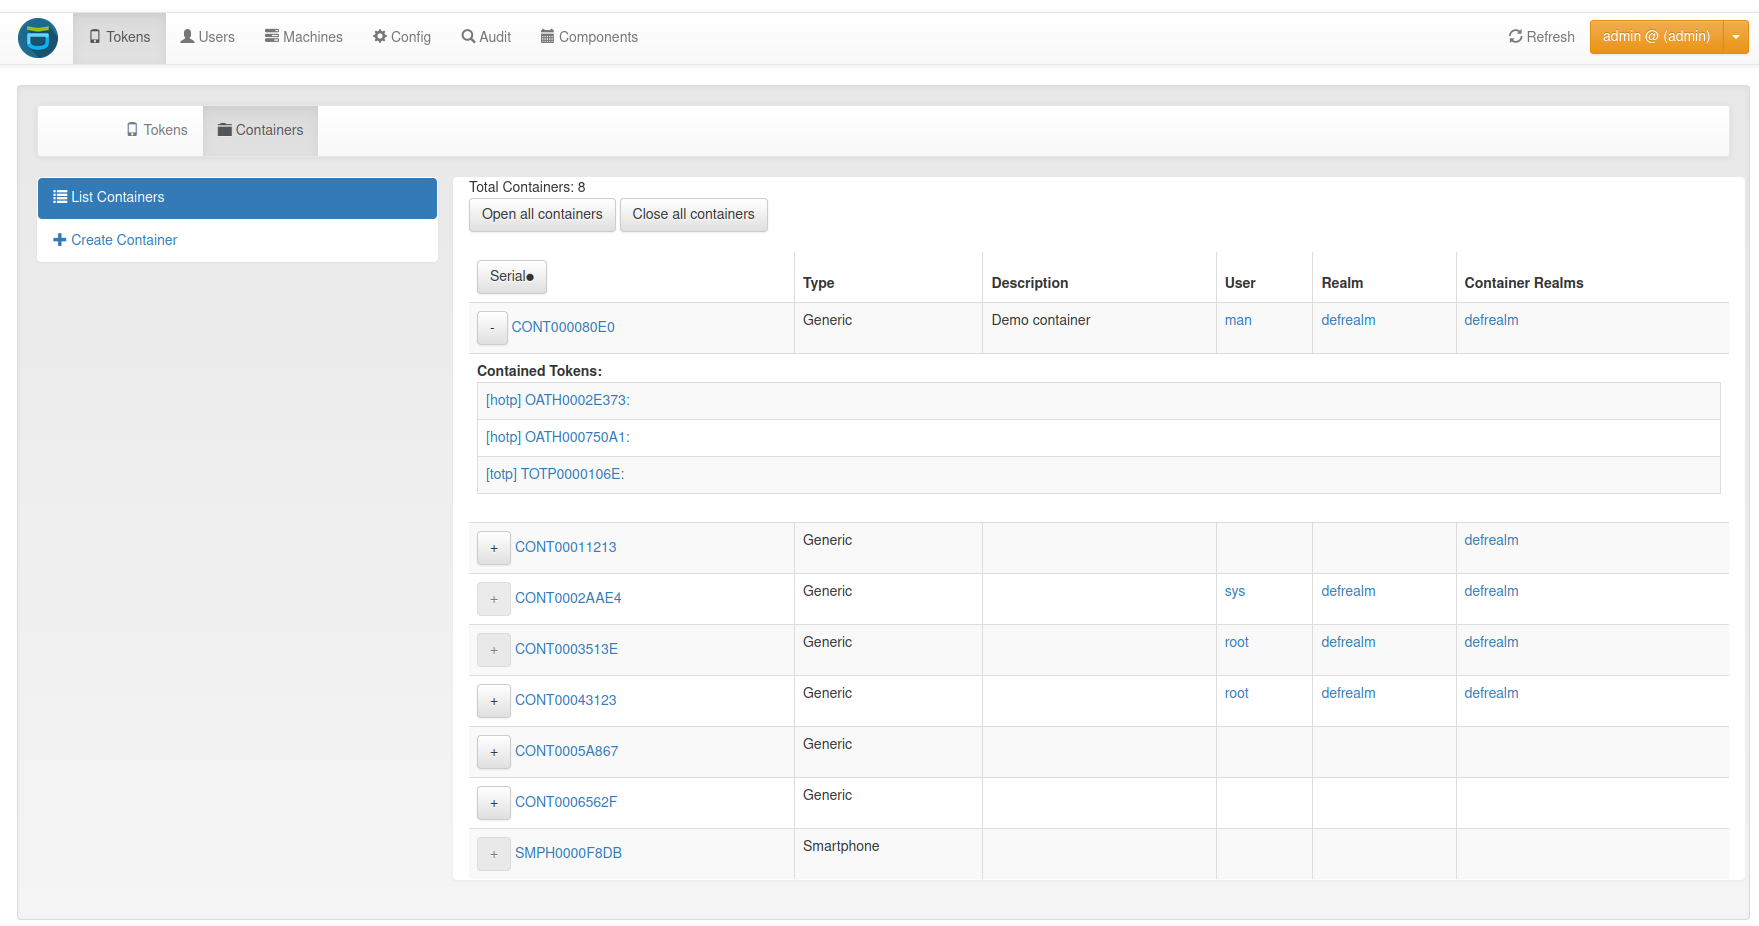 Tokens Users Machines Config Audit Components Refresh admin @ (admin)
Tokens Containers
List Containers
Create Container
Total Containers: 8
Open all containers Close all containers
Serial● Type Description User Realm Container Realms
- CONT000080E0 Generic Demo container man defrealm defrealm
Contained Tokens:
[hotp] OATH0002E373:
[hotp] OATH000750A1:
[totp] TOTP0000106E:
+ CONT00011213 Generic defrealm
+ CONT0002AAE4 Generic sys defrealm defrealm
+ CONT0003513E Generic root defrealm defrealm
+ CONT00043123 Generic root defrealm defrealm
+ CONT0005A867 Generic
+ CONT0006562F Generic
+ SMPH0000F8DB Smartphone